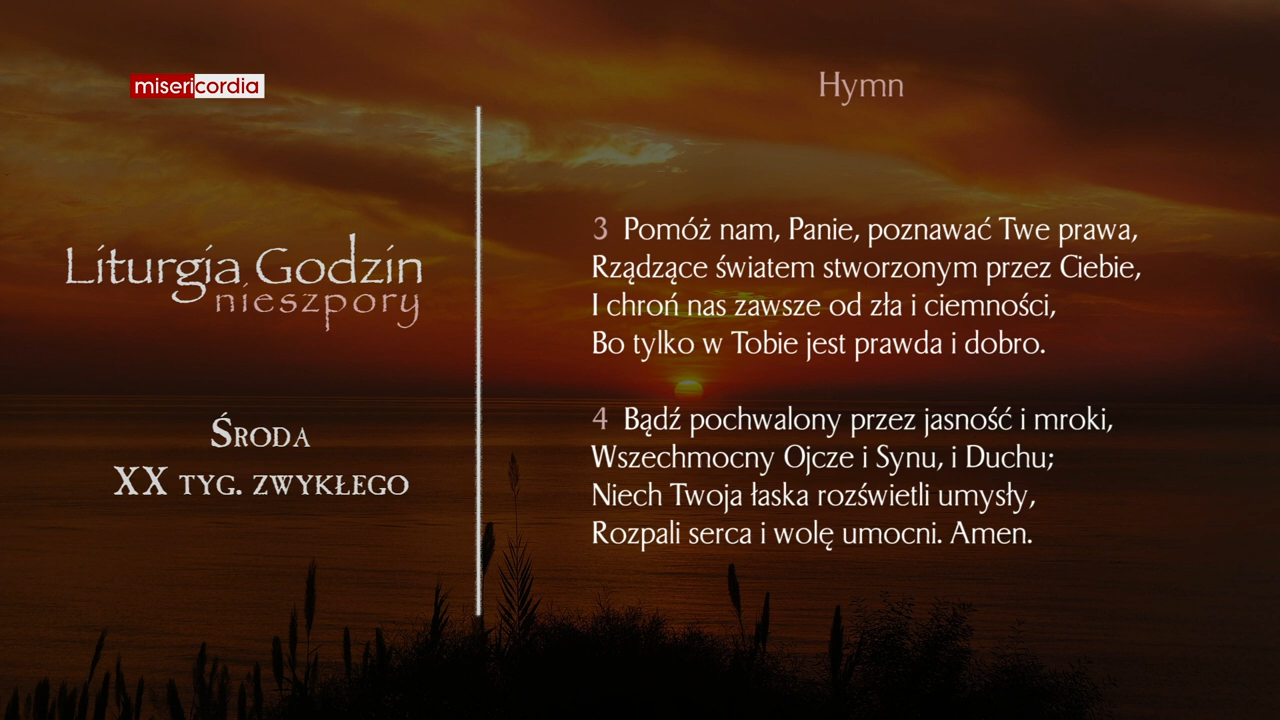 misericordia
Liturgia Godzin
nieszpory
Środa
XX tyg. zwykłego
Hymn
3 Pomóż nam, Panie, poznawać Twe prawa,
Rządzące światem stworzonym przez Ciebie,
I chroń nas zawsze od zła i ciemności,
Bo tylko w Tobie jest prawda i dobro.
4 Bądź pochwalony przez jasność i mroki,
Wszechmocny Ojcze i Synu, i Duchu;
Niech Twoja łaska rozświetli umysły,
Rozpali serca i wolę umocni. Amen.